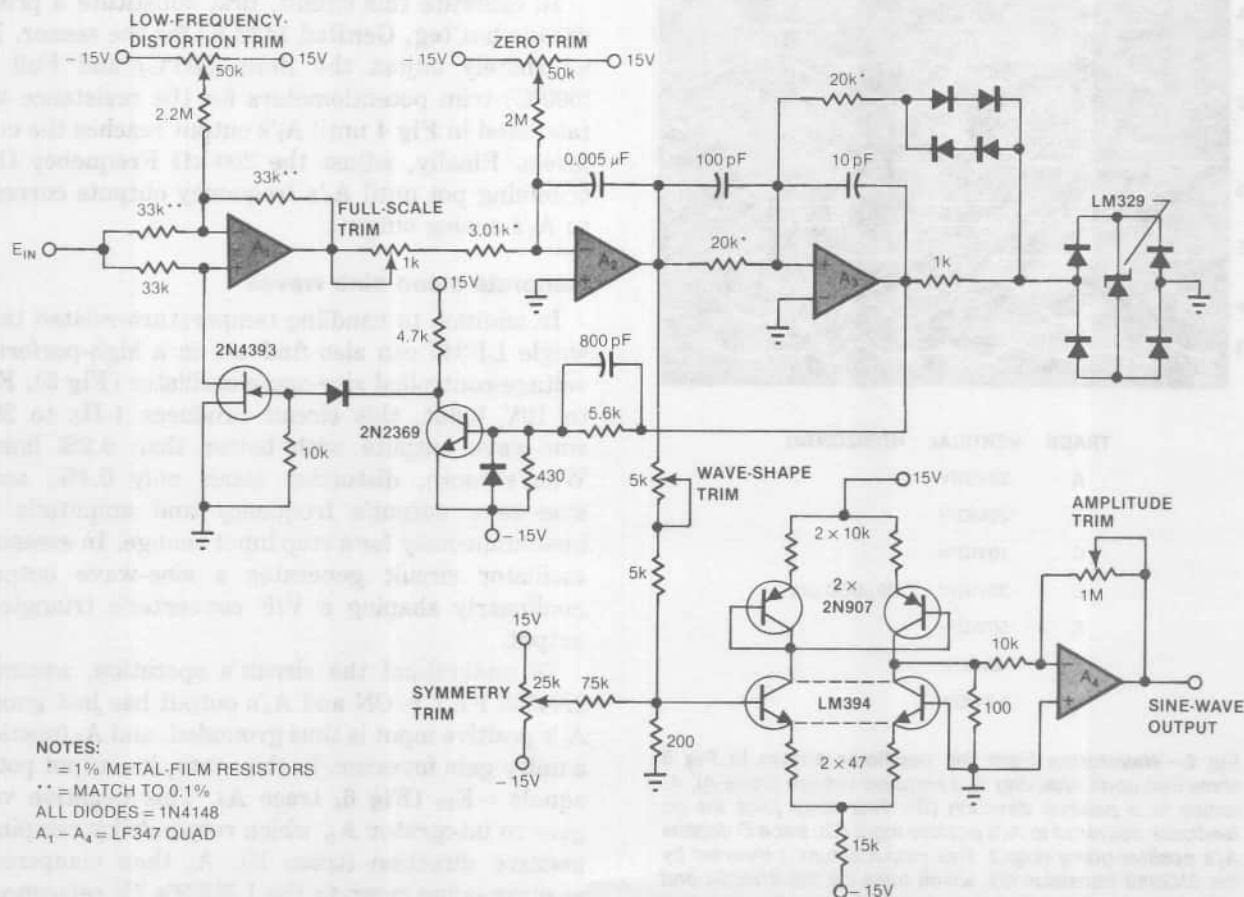 LOW-FREQUENCY-
DISTORTION TRIM
– 15V
15V
50k
2.2M
33k**
33k**
33k
E_IN
A₁
FULL-SCALE
TRIM
1k
3.01k*
ZERO TRIM
– 15V
15V
50k
2M
0.005 µF
A₂
100 pF
20k*
20k*
10 pF
A₃
1k
LM329
15V
4.7k
2N4393
10k
2N2369
800 pF
5.6k
430
– 15V
5k
WAVE-SHAPE
TRIM
5k
15V
SYMMETRY
TRIM
25k
75k
– 15V
200
15V
2 × 10k
2 ×
2N907
LM394
2 × 47
15k
– 15V
10k
100
AMPLITUDE
TRIM
1M
A₄
SINE-WAVE
OUTPUT
NOTES:
* = 1% METAL-FILM RESISTORS
** = MATCH TO 0.1%
ALL DIODES = 1N4148
A₁ – A₄ = LF347 QUAD